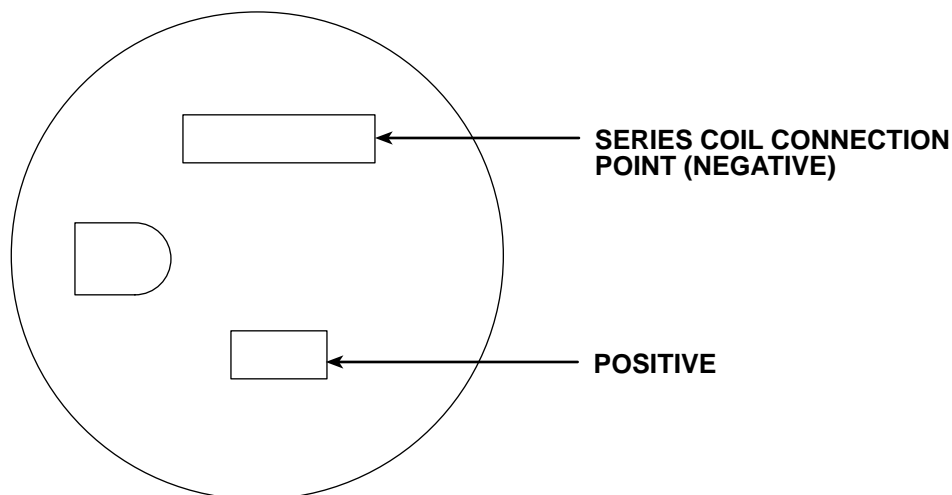 SERIES COIL CONNECTION
POINT (NEGATIVE)
POSITIVE